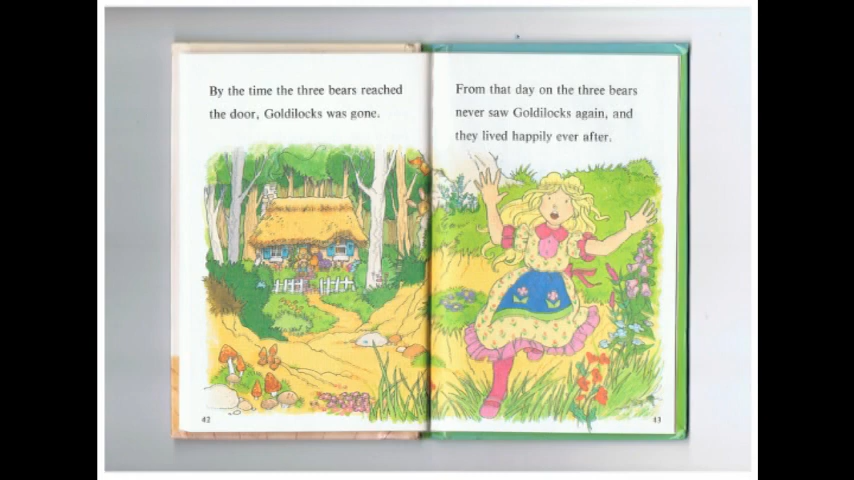 By the time the three bears reached
the door, Goldilocks was gone.
42
From that day on the three bears
never saw Goldilocks again, and
they lived happily ever after.
43